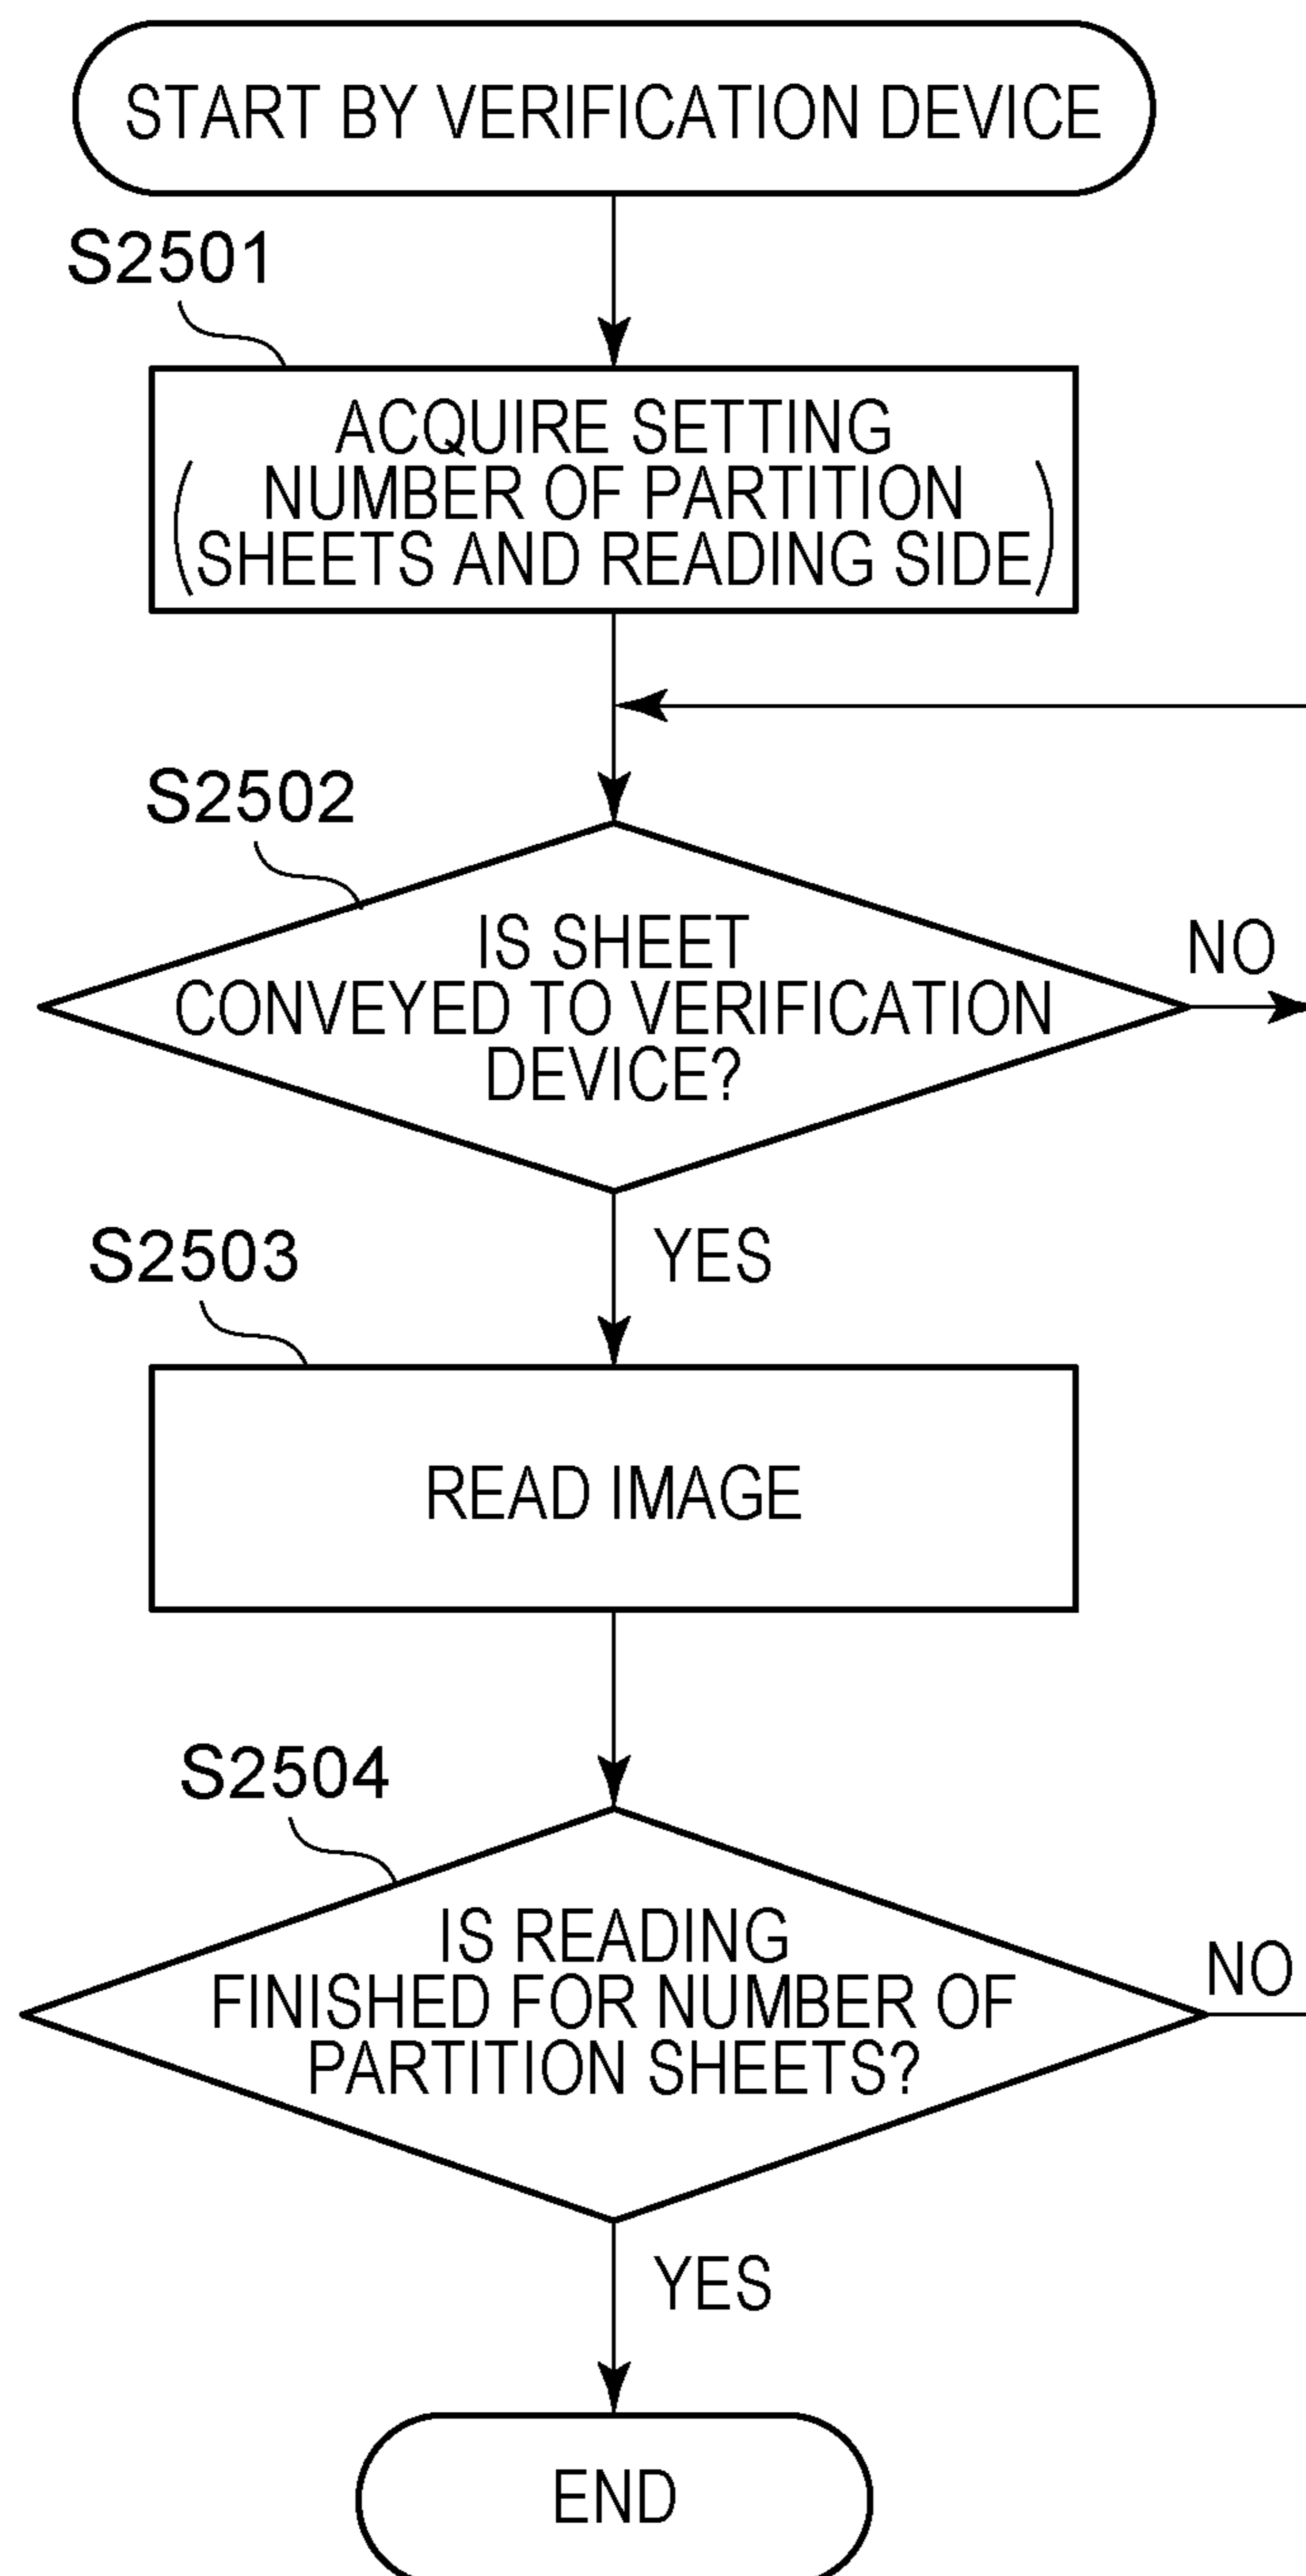 START BY VERIFICATION DEVICE
S2501
ACQUIRE SETTING
(NUMBER OF PARTITION
SHEETS AND READING SIDE)
S2502
IS SHEET
CONVEYED TO VERIFICATION
DEVICE?
NO
YES
S2503
READ IMAGE
S2504
IS READING
FINISHED FOR NUMBER OF
PARTITION SHEETS?
NO
YES
END